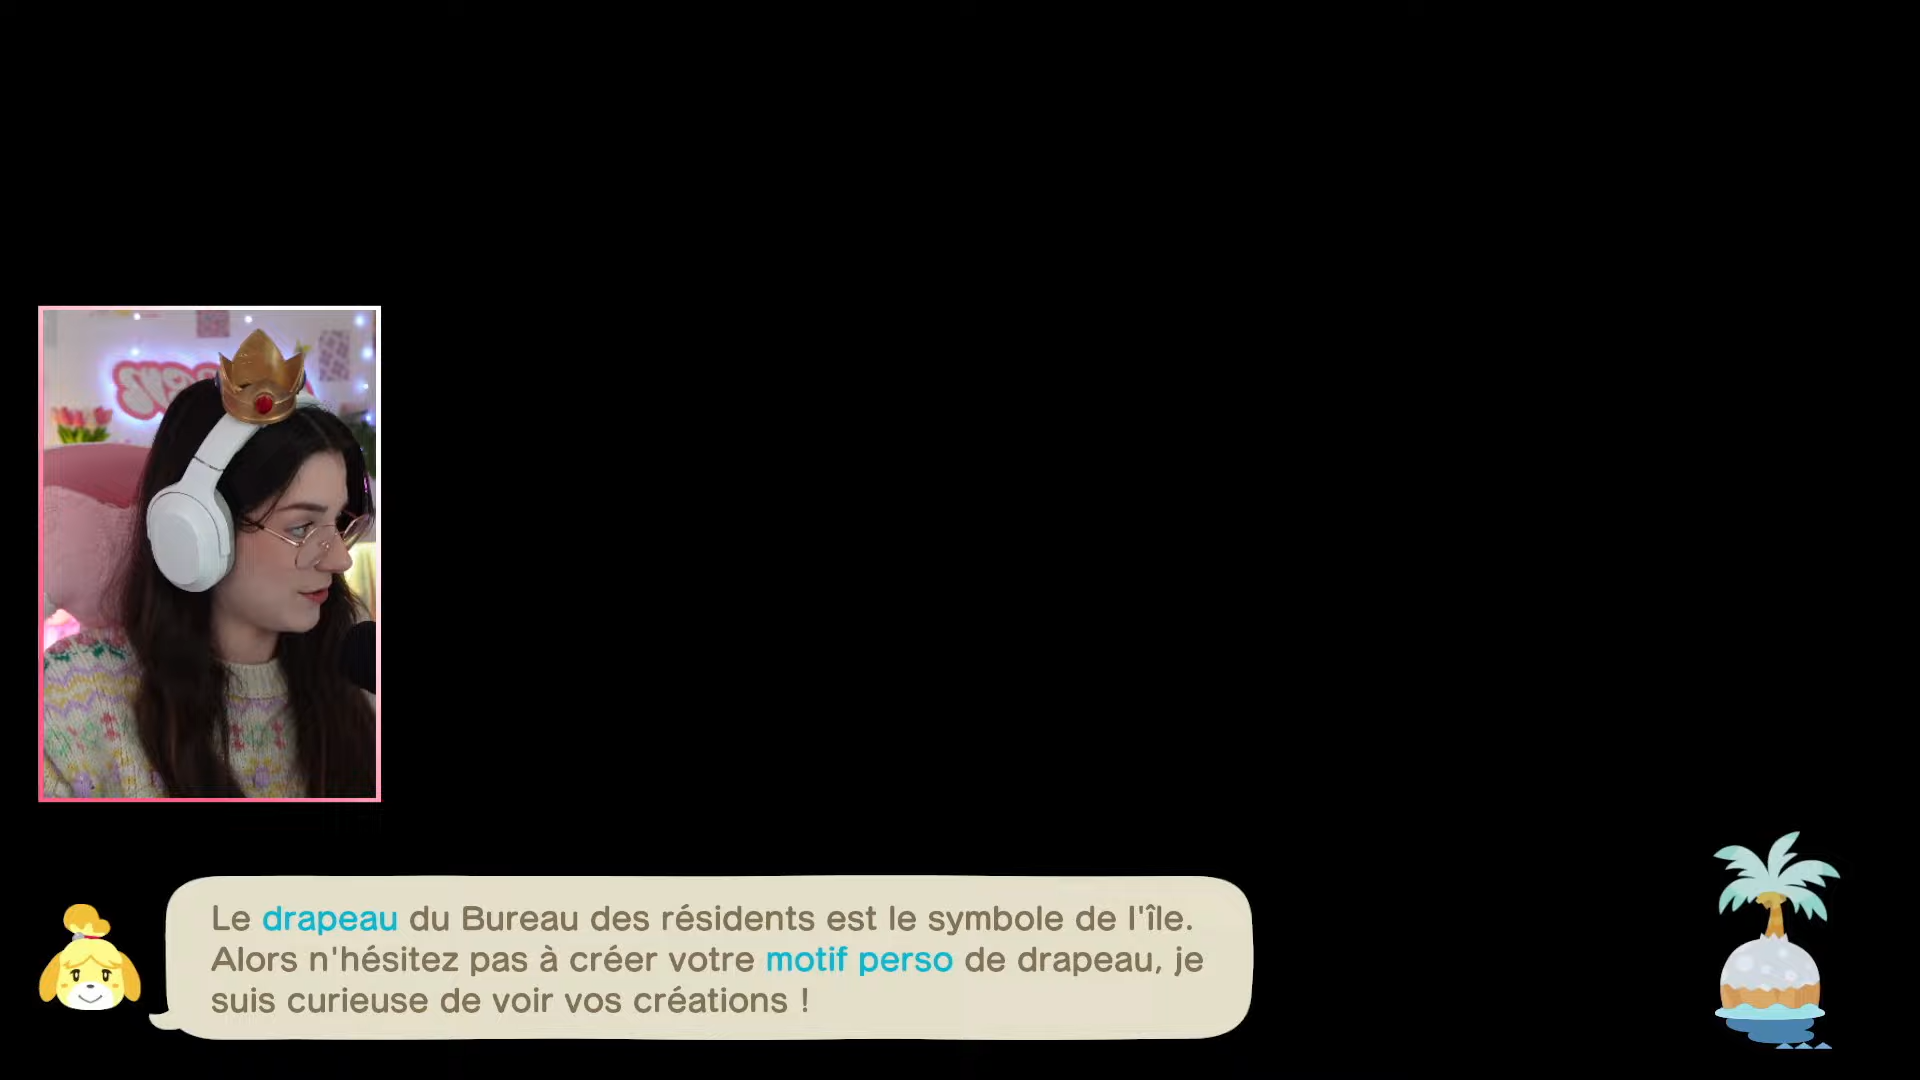 Le drapeau du Bureau des résidents est le symbole de l'île.
Alors n'hésitez pas à créer votre motif perso de drapeau, je
suis curieuse de voir vos créations !